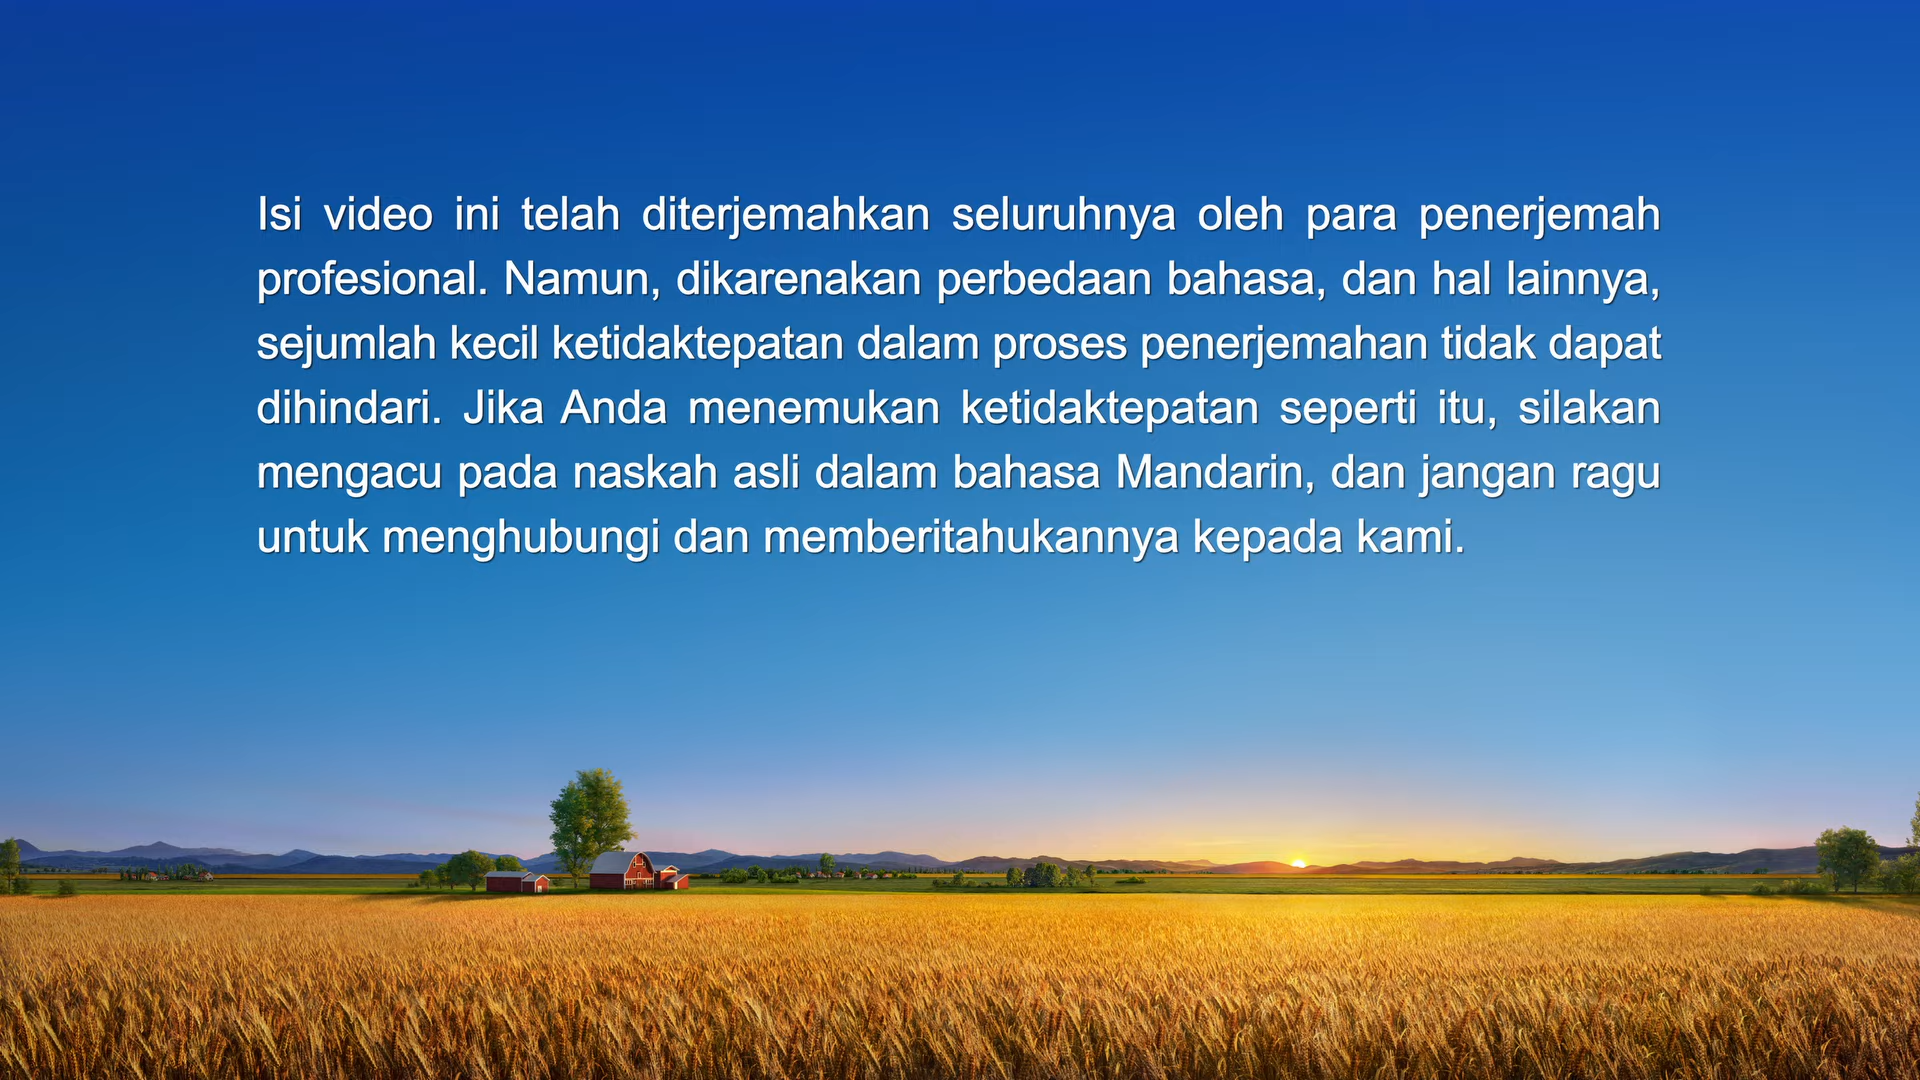 Isi video ini telah diterjemahkan seluruhnya oleh para penerjemah
profesional. Namun, dikarenakan perbedaan bahasa, dan hal lainnya,
sejumlah kecil ketidaktepatan dalam proses penerjemahan tidak dapat
dihindari. Jika Anda menemukan ketidaktepatan seperti itu, silakan
mengacu pada naskah asli dalam bahasa Mandarin, dan jangan ragu
untuk menghubungi dan memberitahukannya kepada kami.